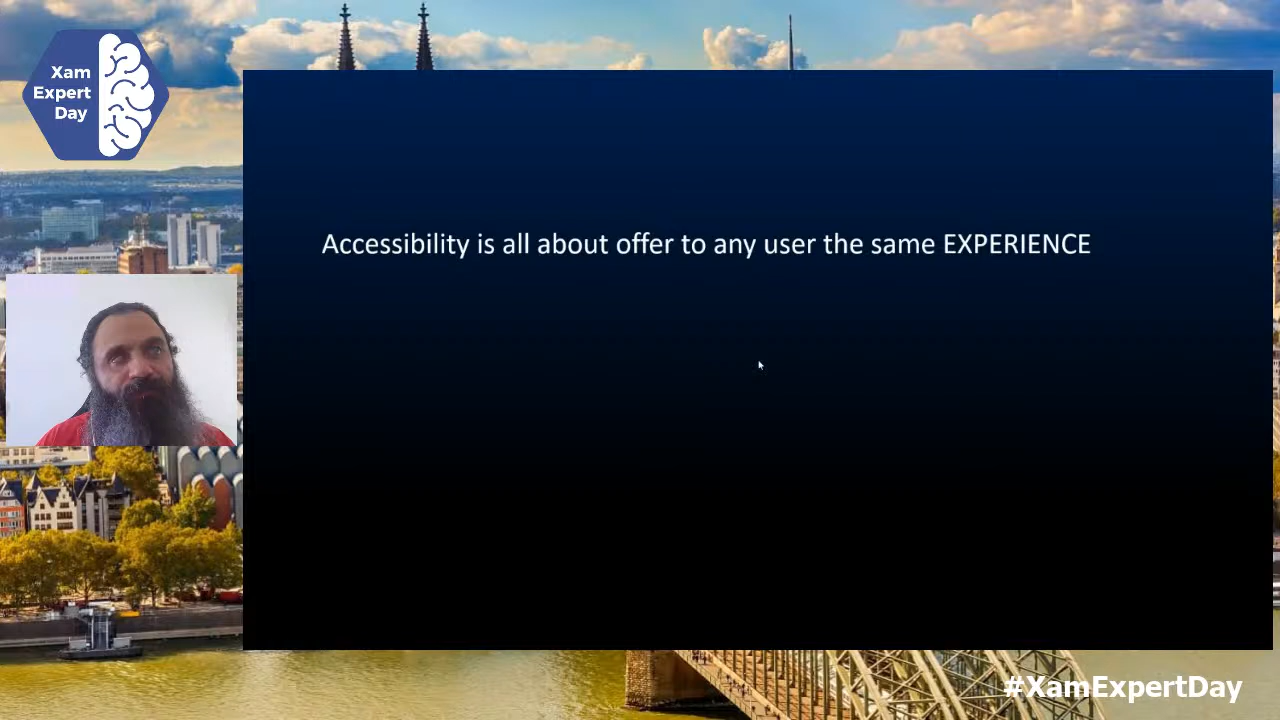 Xam
Expert
Day
Accessibility is all about offer to any user the same EXPERIENCE
#XamExpertDay